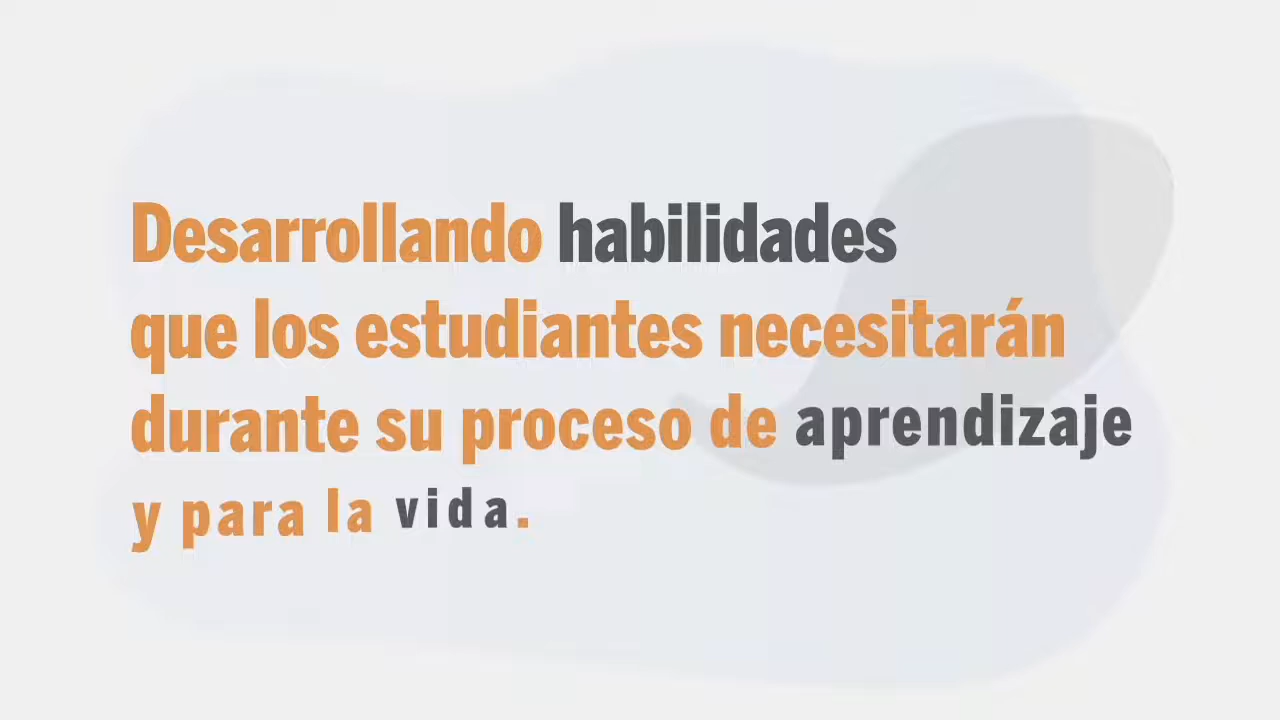 Desarrollando habilidades
que los estudiantes necesitarán
durante su proceso de aprendizaje
y para la vida.